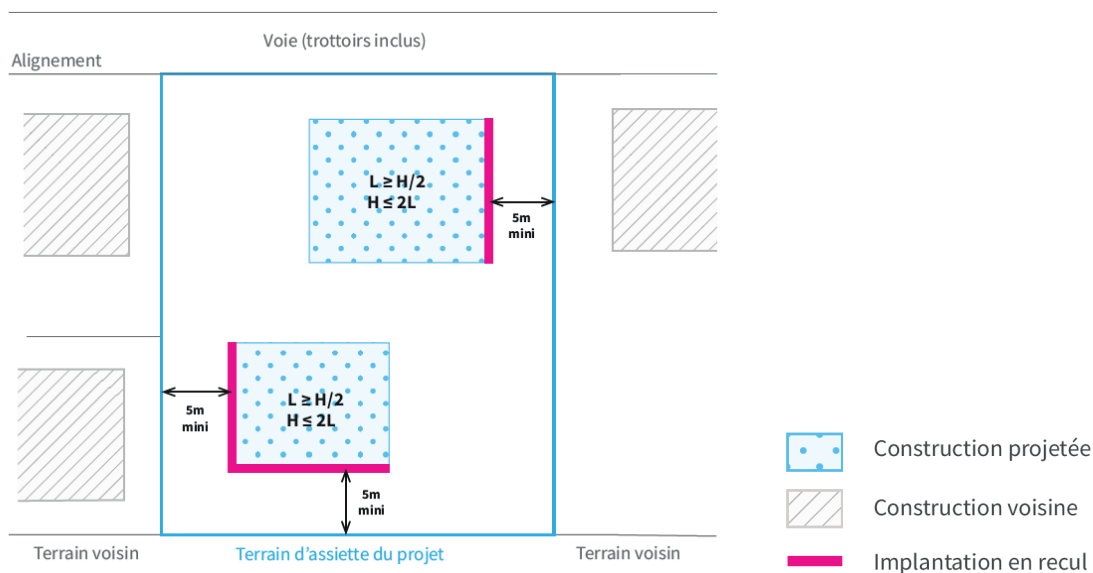 Voie (trottoirs inclus)
Alignement
L ≥ H/2
H ≤ 2L
5m
mini
L ≥ H/2
H ≤ 2L
5m
mini
5m
mini
Terrain voisin
Terrain d’assiette du projet
Terrain voisin
Construction projetée
Construction voisine
Implantation en recul